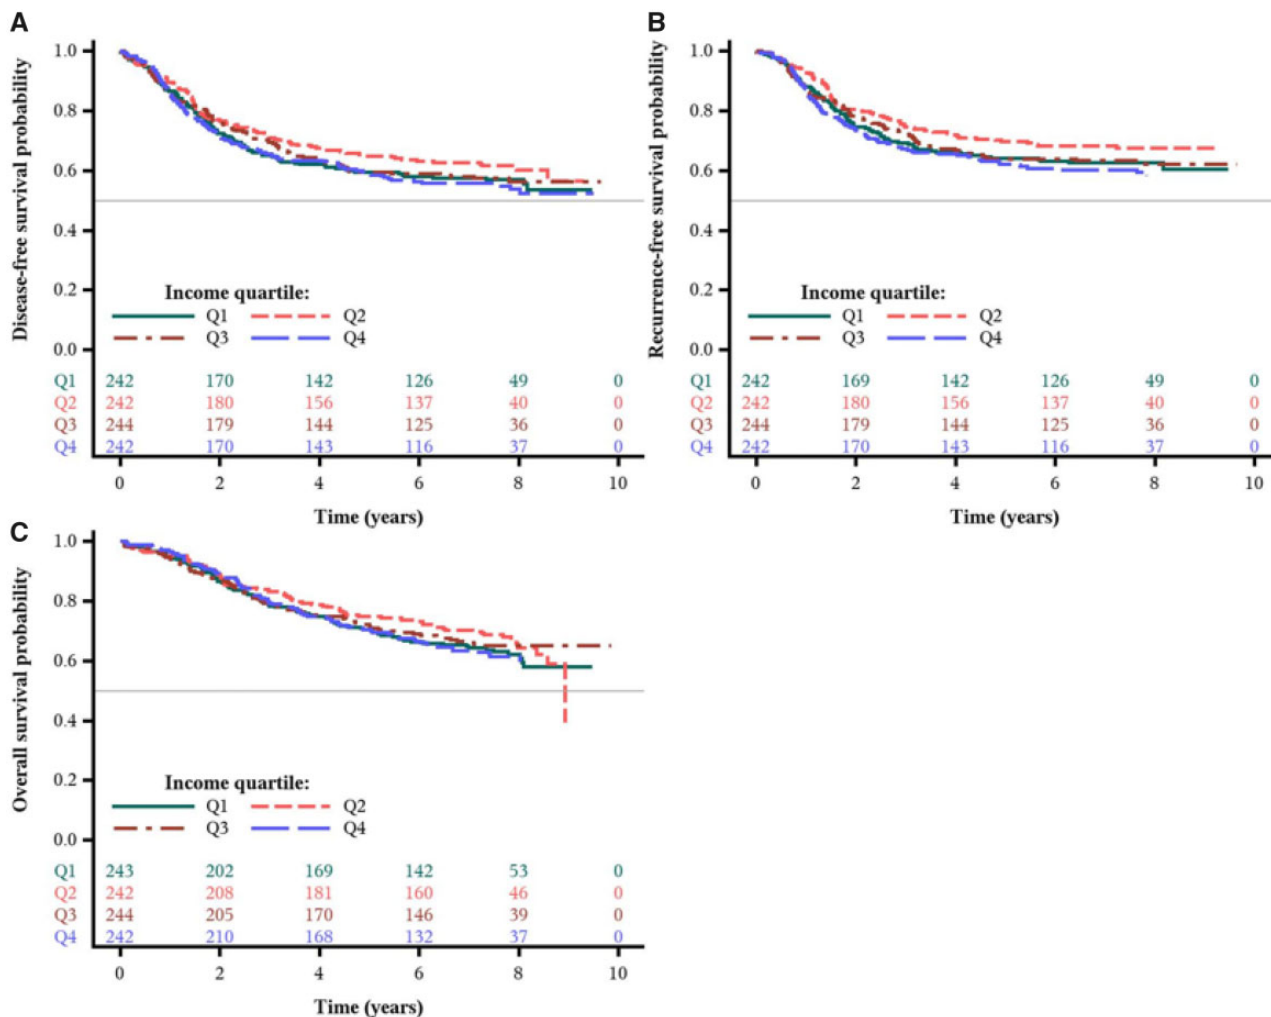 A
Disease-free survival probability
1.0
0.8
0.6
0.4
0.2
0.0
Income quartile:
Q1 Q2
Q3 Q4
Q1 242 170 142 126 49 0
Q2 242 180 156 137 40 0
Q3 244 179 144 125 36 0
Q4 242 170 143 116 37 0
0 2 4 6 8 10
Time (years)
B
Recurrence-free survival probability
1.0
0.8
0.6
0.4
0.2
0.0
Income quartile:
Q1 Q2
Q3 Q4
Q1 242 169 142 126 49 0
Q2 242 180 156 137 40 0
Q3 244 179 144 125 36 0
Q4 242 170 143 116 37 0
0 2 4 6 8 10
Time (years)
C
Overall survival probability
1.0
0.8
0.6
0.4
0.2
0.0
Income quartile:
Q1 Q2
Q3 Q4
Q1 243 202 169 142 53 0
Q2 242 208 181 160 46 0
Q3 244 205 170 146 39 0
Q4 242 210 168 132 37 0
0 2 4 6 8 10
Time (years)